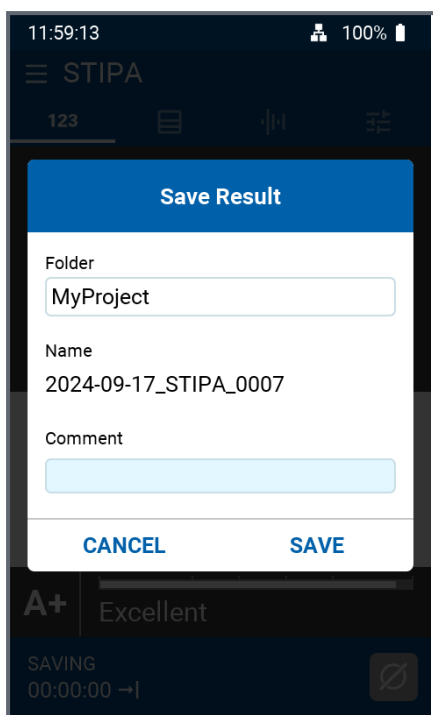 11:59:13 100%
STIPA
123
Save Result
Folder
MyProject
Name
2024-09-17_STIPA_0007
Comment
CANCEL SAVE
A+ Excellent
SAVING
00:00:00